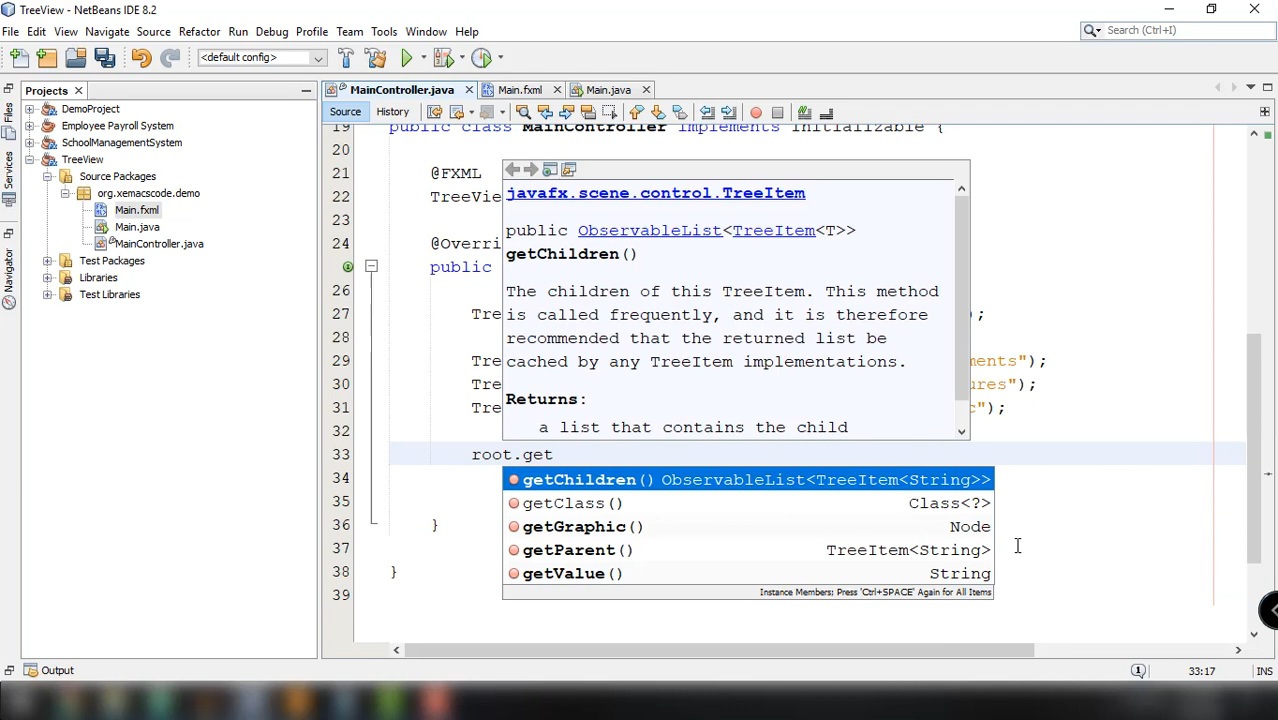 TreeView - NetBeans IDE 8.2
File Edit View Navigate Source Refactor Run Debug Profile Team Tools Window Help
Search (Ctrl+I)
<default config>
Projects
MainController.java
Main.fxml
Main.java
Files
Services
Navigator
DemoProject
Employee Payroll System
SchoolManagementSystem
TreeView
Source Packages
org.xemacscode.demo
Main.fxml
Main.java
MainController.java
Test Packages
Libraries
Test Libraries
Source History
19 public class MainController implements Initializable {
20
21 @FXML
22 TreeVie
23
24 @Overri
public
26
27 Tre );
28
29 Tre ments");
30 Tre ures");
31 Tre c");
32
33 root.get
34
35
36 }
37
38 }
39
javafx.scene.control.TreeItem
public ObservableList<TreeItem<T>>
getChildren()
The children of this TreeItem. This method
is called frequently, and it is therefore
recommended that the returned list be
cached by any TreeItem implementations.
Returns:
a list that contains the child
getChildren() ObservableList<TreeItem<String>>
getClass() Class<?>
getGraphic() Node
getParent() TreeItem<String>
getValue() String
Instance Members; Press 'Ctrl+SPACE' Again for All Items
Output
33:17 INS